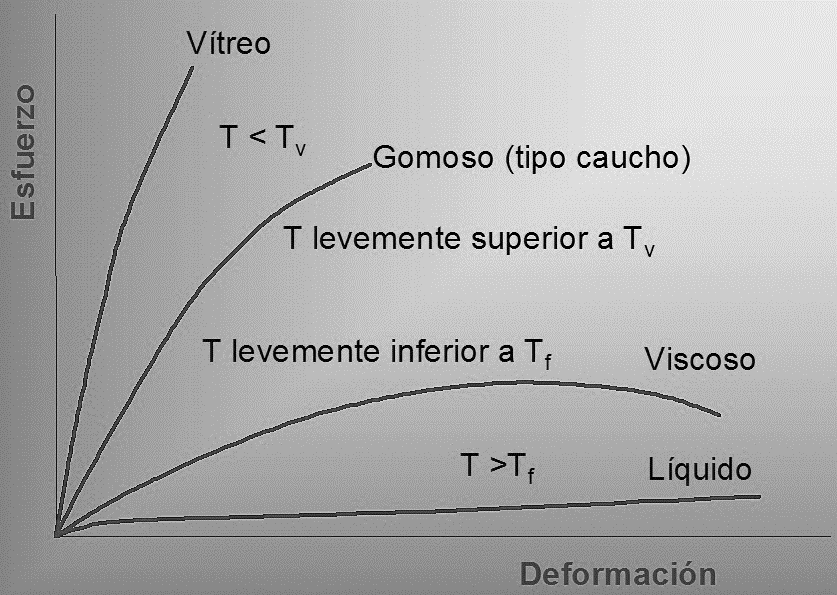 Vítreo
Esfuerzo
T < Tv
Gomoso (tipo caucho)
T levemente superior a Tv
T levemente inferior a Tf
Viscoso
T >Tf
Líquido
Deformación